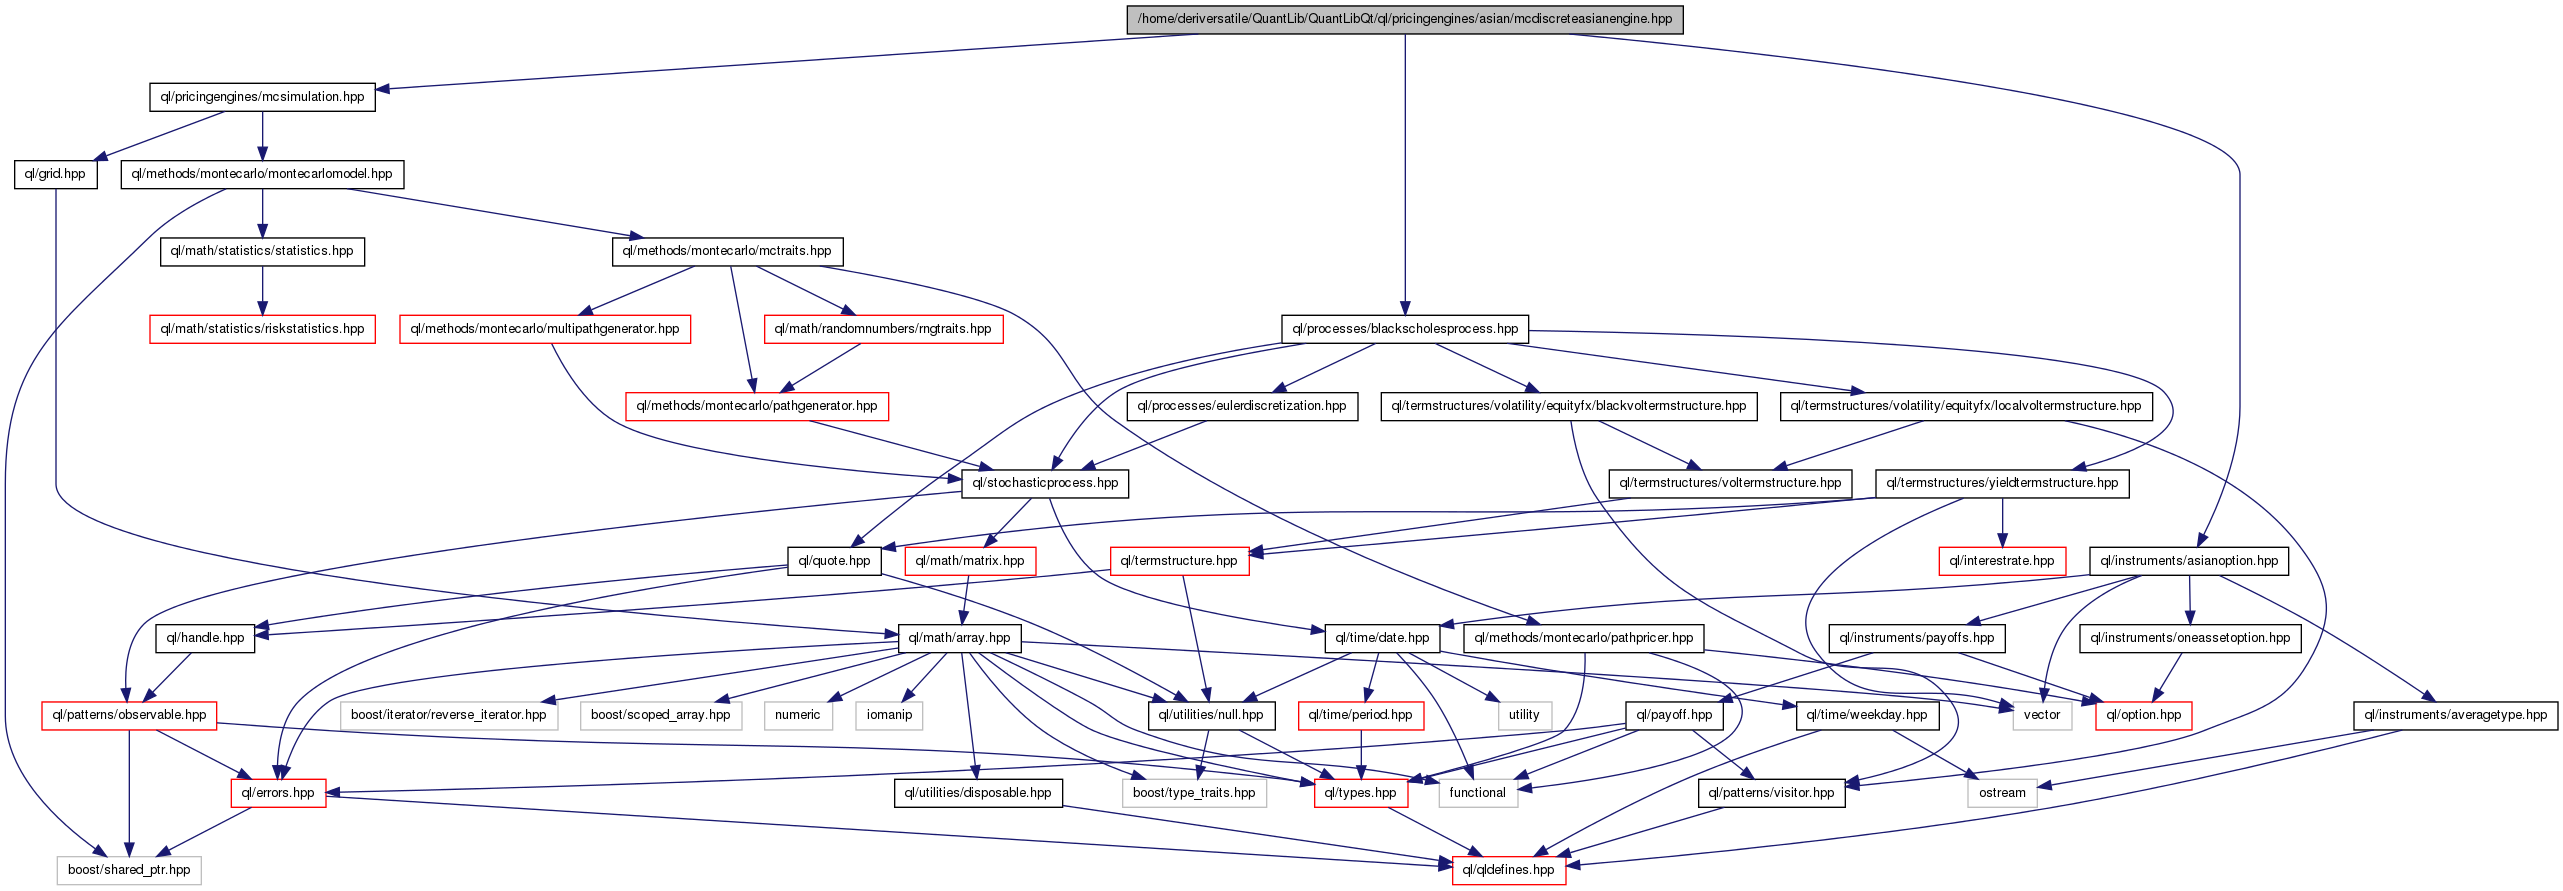 /home/deriversatile/QuantLib/QuantLibQt/ql/pricingengines/asian/mcdiscreteasianengine.hpp
ql/pricingengines/mcsimulation.hpp
ql/grid.hpp
ql/methods/montecarlo/montecarlomodel.hpp
ql/math/statistics/statistics.hpp
ql/methods/montecarlo/mctraits.hpp
ql/math/statistics/riskstatistics.hpp
ql/methods/montecarlo/multipathgenerator.hpp
ql/math/randomnumbers/rngtraits.hpp
ql/processes/blackscholesprocess.hpp
ql/methods/montecarlo/pathgenerator.hpp
ql/processes/eulerdiscretization.hpp
ql/termstructures/volatility/equityfx/blackvoltermstructure.hpp
ql/termstructures/volatility/equityfx/localvoltermstructure.hpp
ql/stochasticprocess.hpp
ql/termstructures/voltermstructure.hpp
ql/termstructures/yieldtermstructure.hpp
ql/quote.hpp
ql/math/matrix.hpp
ql/termstructure.hpp
ql/interestrate.hpp
ql/instruments/asianoption.hpp
ql/handle.hpp
ql/math/array.hpp
ql/time/date.hpp
ql/methods/montecarlo/pathpricer.hpp
ql/instruments/payoffs.hpp
ql/instruments/oneassetoption.hpp
ql/patterns/observable.hpp
boost/iterator/reverse_iterator.hpp
boost/scoped_array.hpp
numeric
iomanip
ql/utilities/null.hpp
ql/time/period.hpp
utility
ql/payoff.hpp
ql/time/weekday.hpp
vector
ql/option.hpp
ql/instruments/averagetype.hpp
ql/errors.hpp
ql/utilities/disposable.hpp
boost/type_traits.hpp
ql/types.hpp
functional
ql/patterns/visitor.hpp
ostream
boost/shared_ptr.hpp
ql/qldefines.hpp